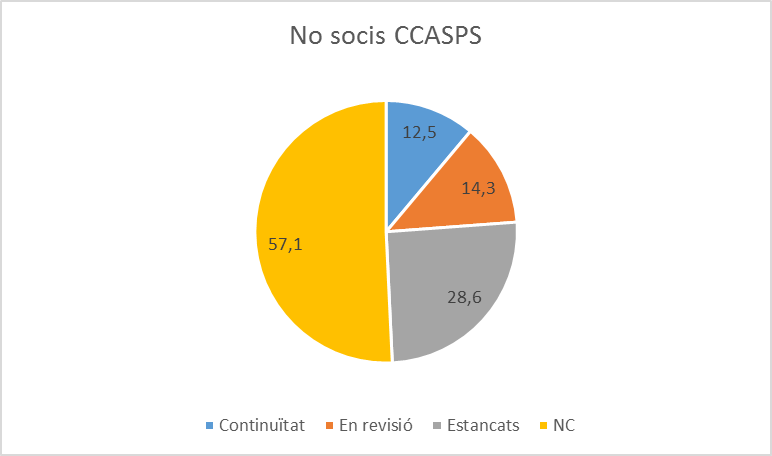 No socis CCASPS
12,5
14,3
57,1
28,6
Continuïtat En revisió Estancats NC